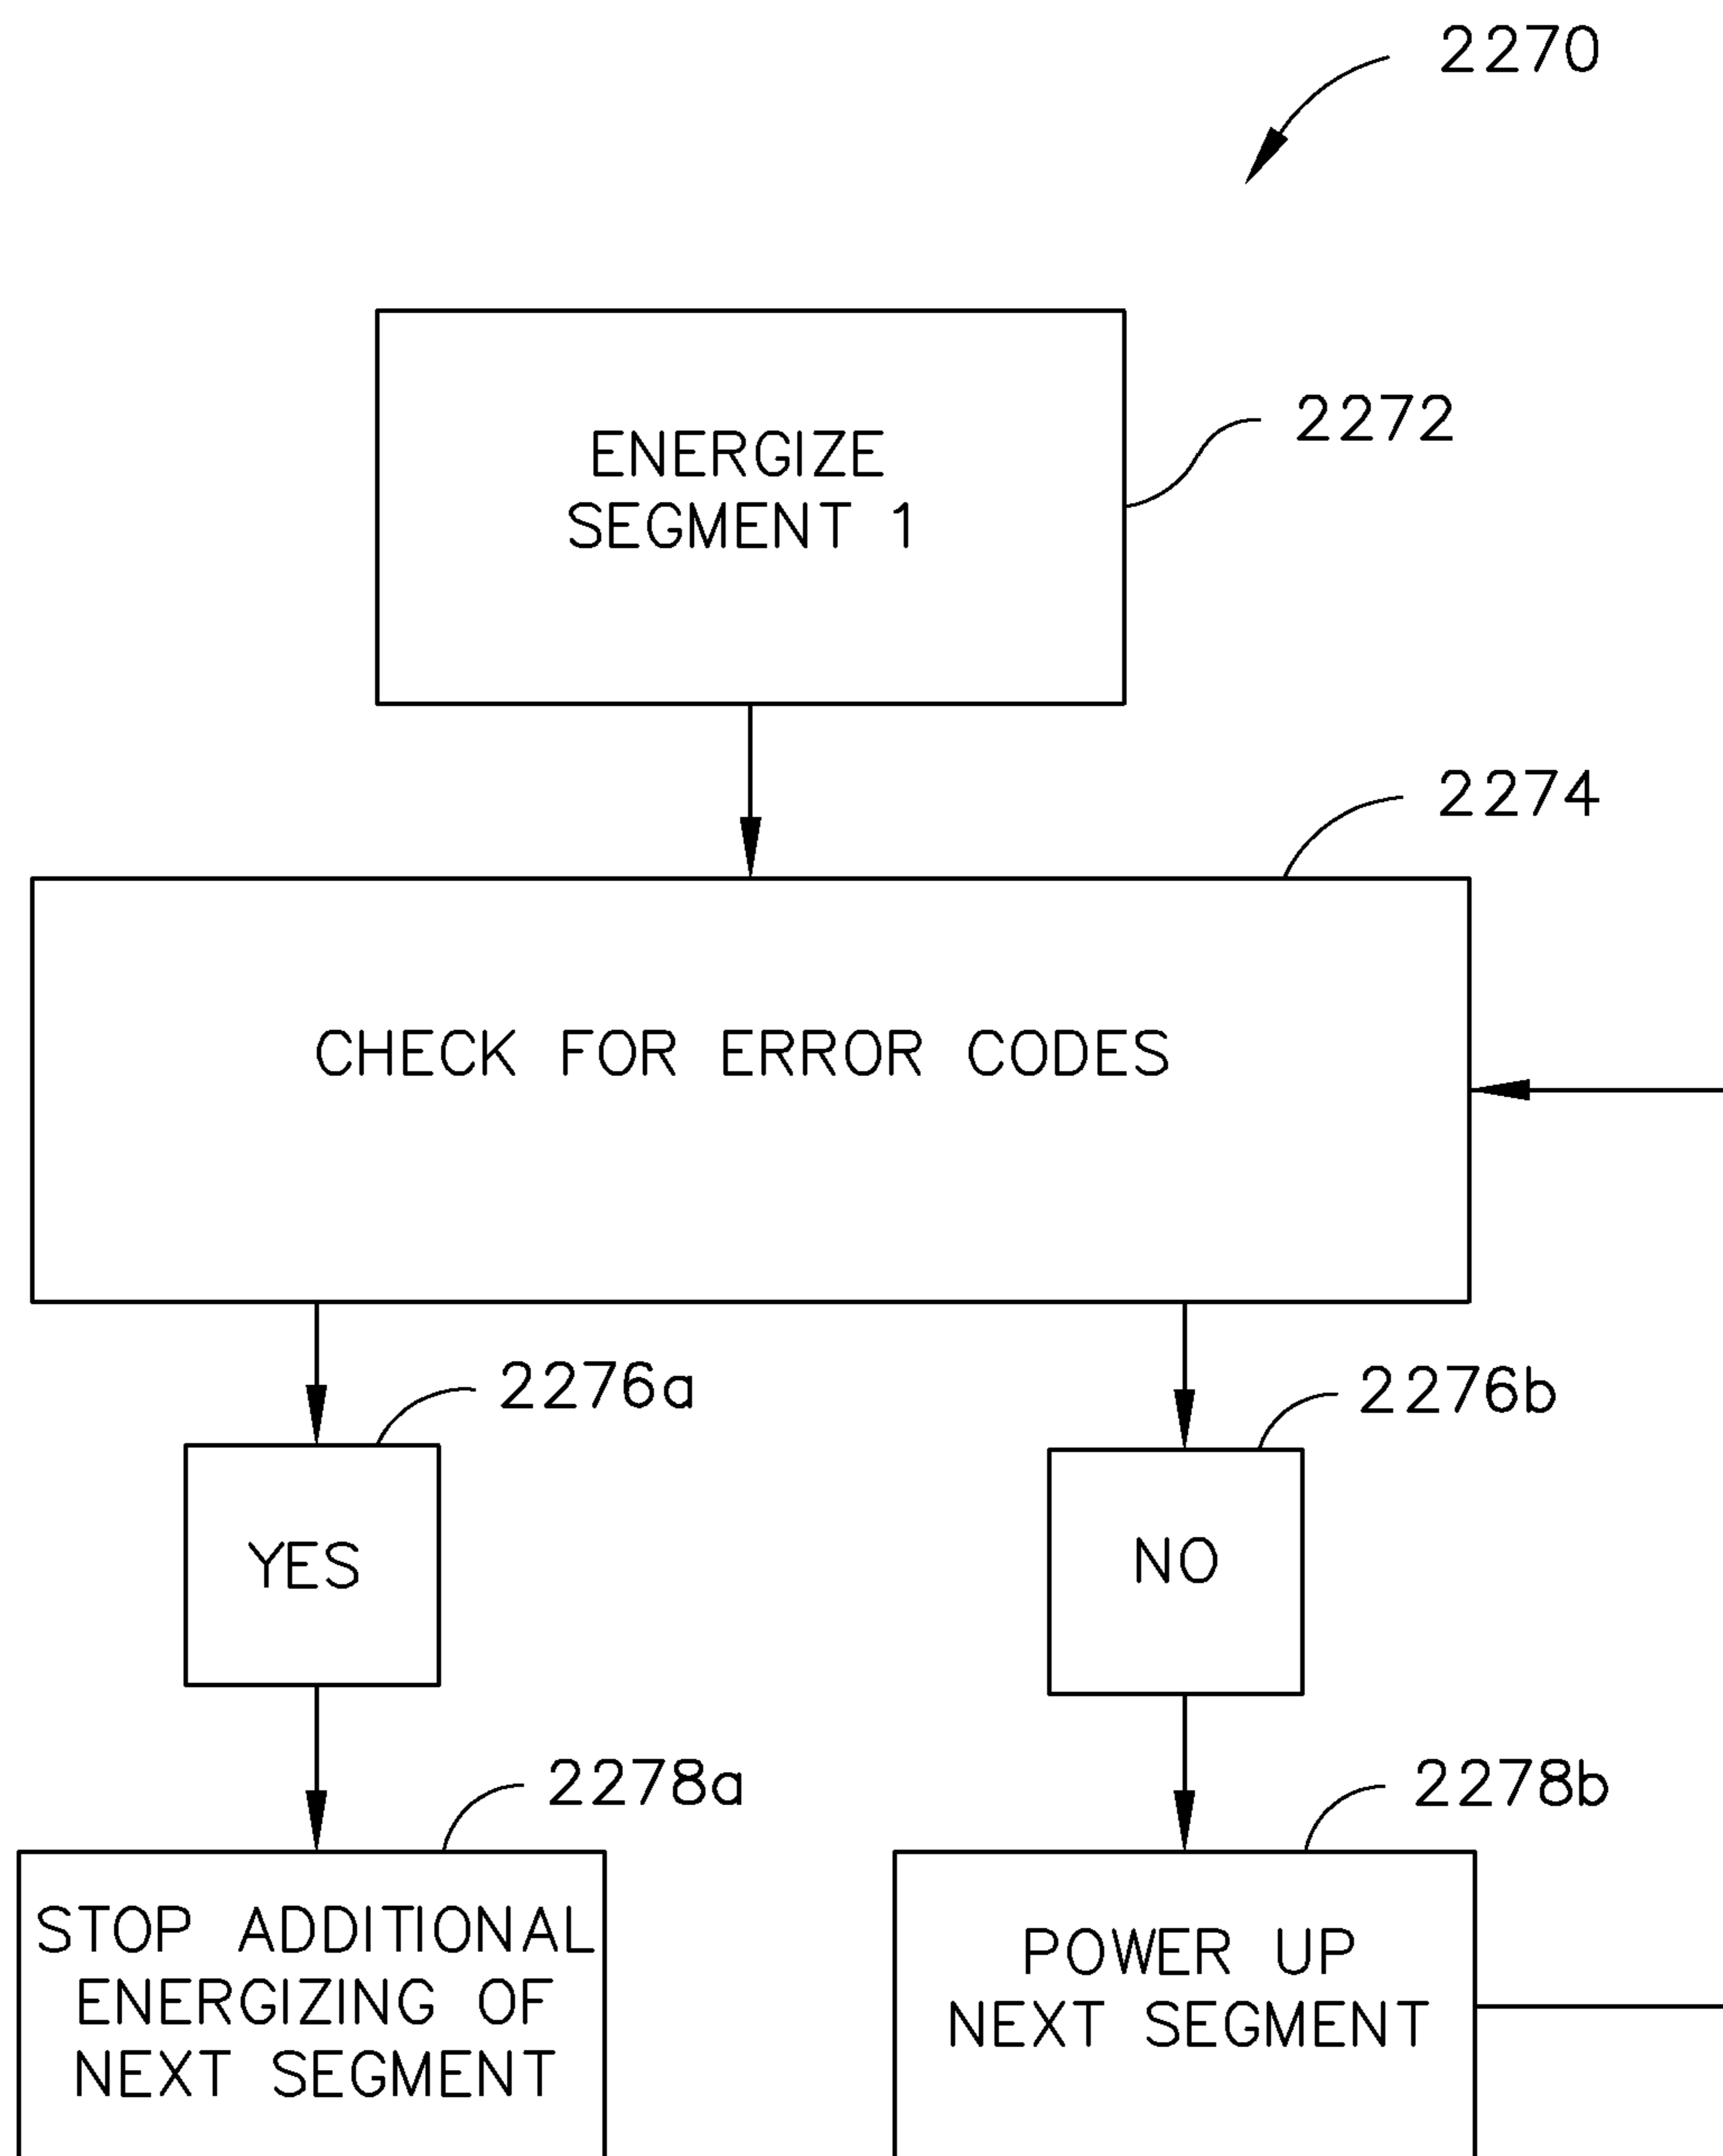 2270
ENERGIZE
SEGMENT 1
2272
2274
CHECK FOR ERROR CODES
2276a
2276b
YES
NO
2278a
2278b
STOP ADDITIONAL
ENERGIZING OF
NEXT SEGMENT
POWER UP
NEXT SEGMENT